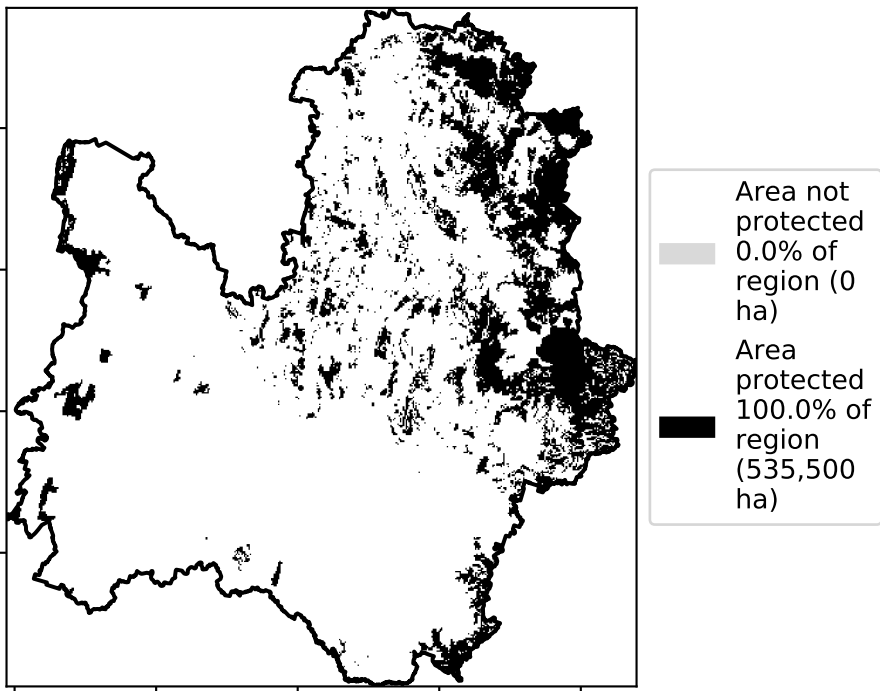 Area not
protected
0.0% of
region (0
ha)
Area
protected
100.0% of
region
(535,500
ha)